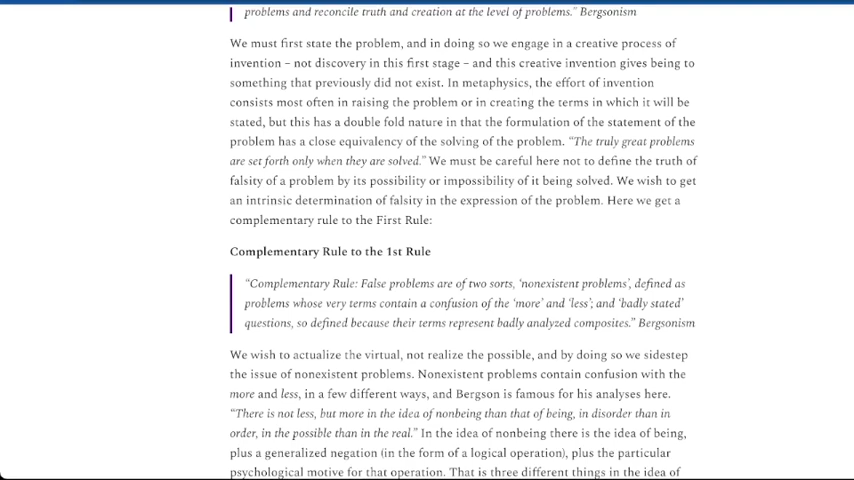 problems and reconcile truth and creation at the level of problems.” Bergsonism
We must first state the problem, and in doing so we engage in a creative process of
invention – not discovery in this first stage – and this creative invention gives being to
something that previously did not exist. In metaphysics, the effort of invention
consists most often in raising the problem or in creating the terms in which it will be
stated, but this has a double fold nature in that the formulation of the statement of the
problem has a close equivalency of the solving of the problem. “The truly great problems
are set forth only when they are solved.” We must be careful here not to define the truth of
falsity of a problem by its possibility or impossibility of it being solved. We wish to get
an intrinsic determination of falsity in the expression of the problem. Here we get a
complementary rule to the First Rule:
Complementary Rule to the 1st Rule
“Complementary Rule: False problems are of two sorts, ‘nonexistent problems’, defined as
problems whose very terms contain a confusion of the ‘more’ and ‘less’; and ‘badly stated’
questions, so defined because their terms represent badly analyzed composites.” Bergsonism
We wish to actualize the virtual, not realize the possible, and by doing so we sidestep
the issue of nonexistent problems. Nonexistent problems contain confusion with the
more and less, in a few different ways, and Bergson is famous for his analyses here.
“There is not less, but more in the idea of nonbeing than that of being, in disorder than in
order, in the possible than in the real.” In the idea of nonbeing there is the idea of being,
plus a generalized negation (in the form of a logical operation), plus the particular
psychological motive for that operation. That is three different things in the idea of